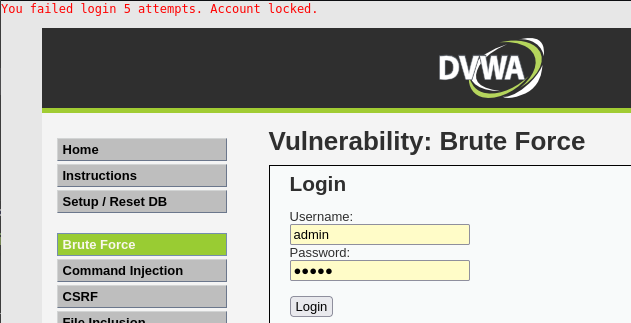 You failed login 5 attempts. Account locked.
DVWA
Home
Instructions
Setup / Reset DB
Brute Force
Command Injection
CSRF
File Inclusion
Vulnerability: Brute Force
Login
Username:
admin
Password:
●●●●●
Login